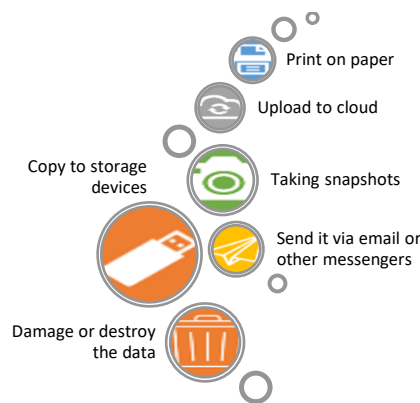 Print on paper
Upload to cloud
Copy to storage
devices
Taking snapshots
Send it via email or
other messengers
Damage or destroy
the data